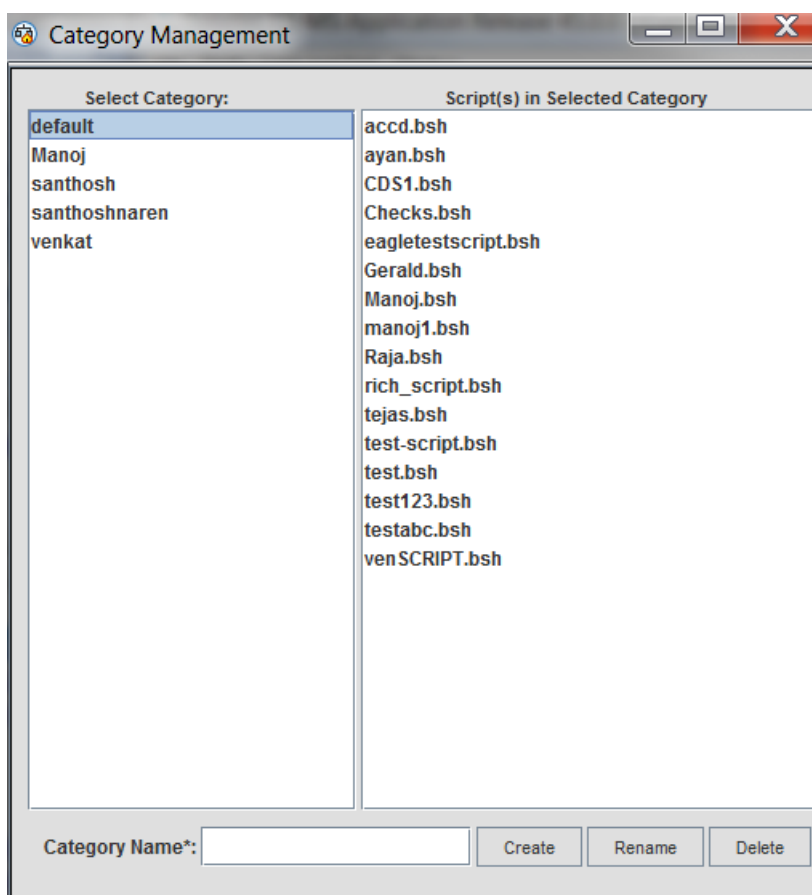 Category Management
Select Category:
default
Manoj
santhosh
santhoshnaren
venkat
Script(s) in Selected Category
accd.bsh
ayan.bsh
CDS1.bsh
Checks.bsh
eagletestscript.bsh
Gerald.bsh
Manoj.bsh
manoj1.bsh
Raja.bsh
rich_script.bsh
tejas.bsh
test-script.bsh
test.bsh
test123.bsh
testabc.bsh
venSCRIPT.bsh
Category Name*:
Create
Rename
Delete